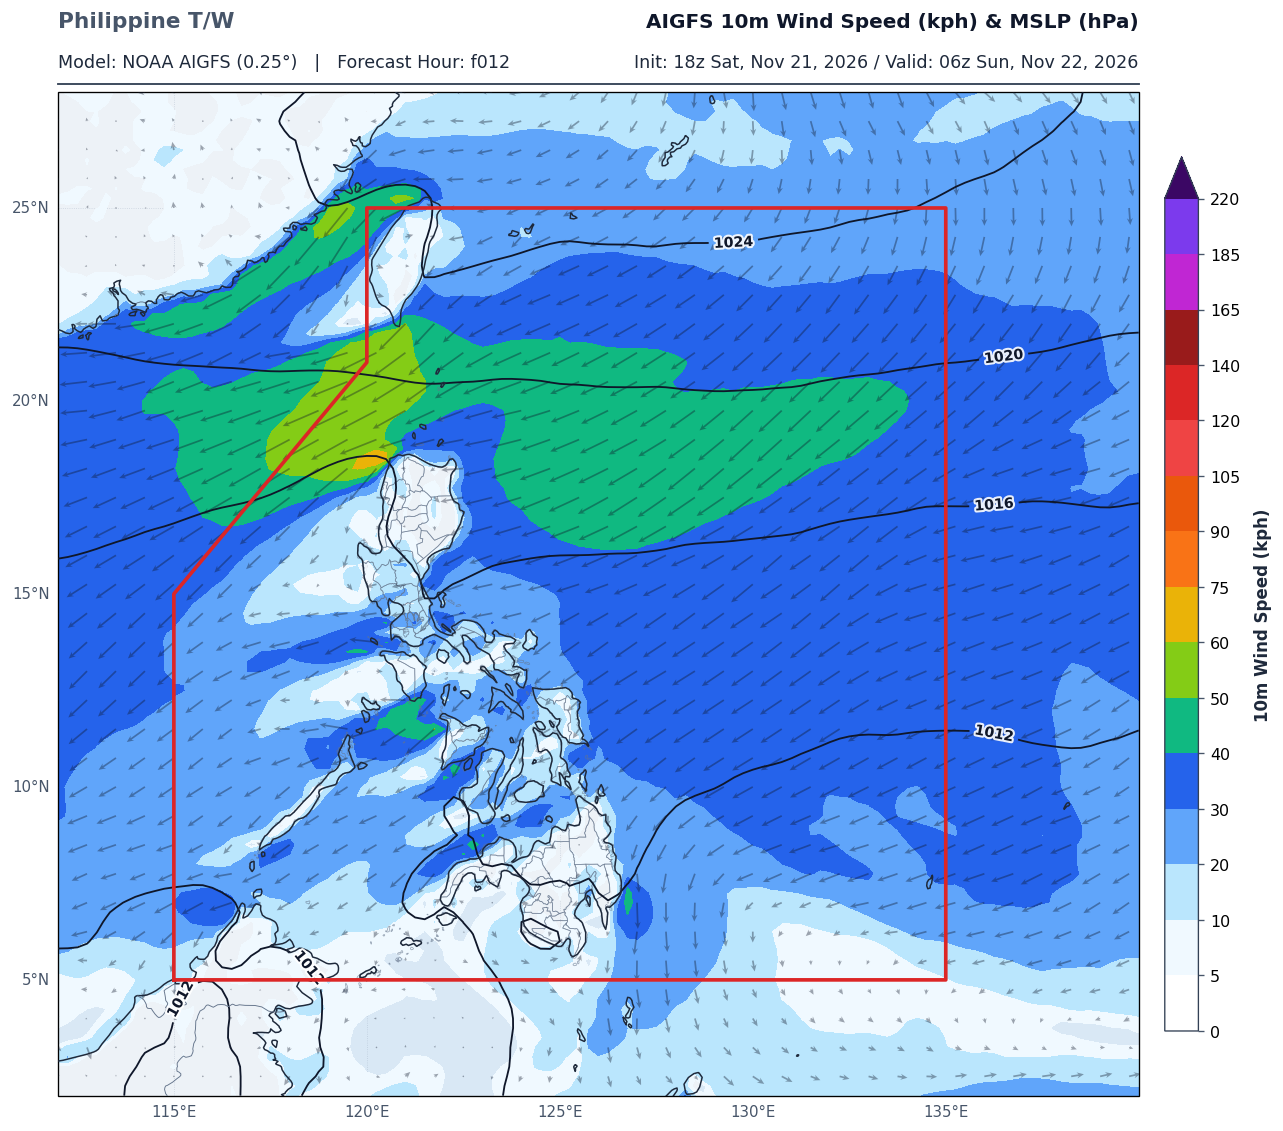 Philippine T/W
AIGFS 10m Wind Speed (kph) & MSLP (hPa)
Model: NOAA AIGFS (0.25°)   |   Forecast Hour: f012
Init: 18z Sat, Nov 21, 2026 / Valid: 06z Sun, Nov 22, 2026
25°N
20°N
15°N
10°N
5°N
1024
1020
1016
1012
1012
1012
115°E
120°E
125°E
130°E
135°E
220
185
165
140
120
105
90
75
60
50
40
30
20
10
5
0
10m Wind Speed (kph)